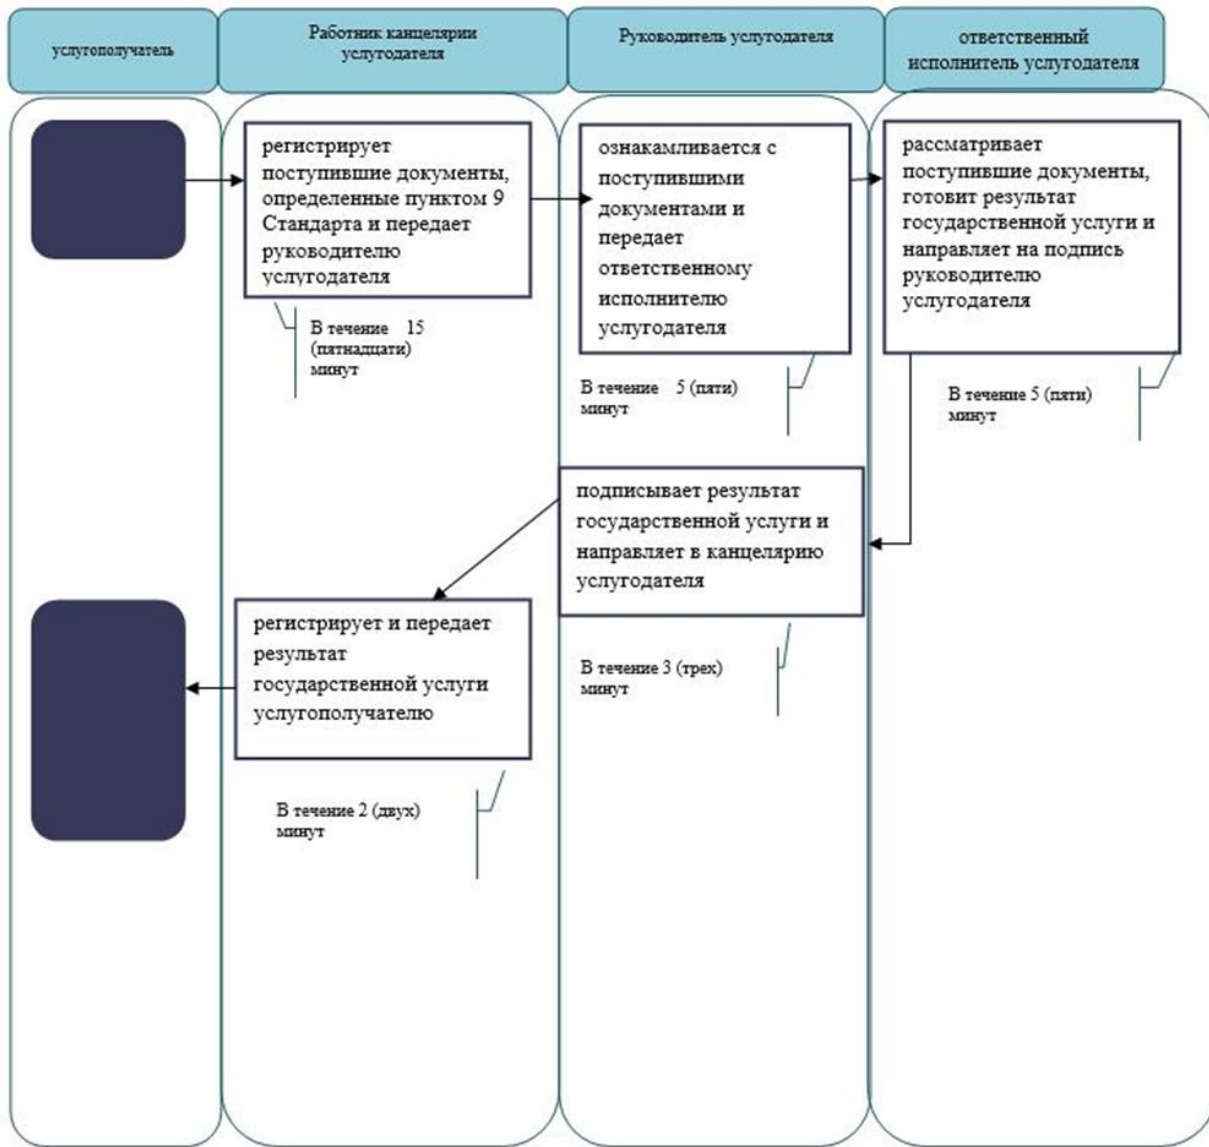 услугополучатель
Работник канцелярии
услугодателя
Руководитель услугодателя
ответственный
исполнитель услугодателя
регистрирует
поступившие документы,
определенные пунктом 9
Стандарта и передает
руководителю
услугодателя
ознакамливается с
поступившими
документами и
передает
ответственному
исполнителю
услугодателя
рассматривает
поступившие документы,
готовит результат
государственной услуги и
направляет на подпись
руководителю
услугодателя
В течение 15
(пятнадцати)
минут
В течение 5 (пяти)
минут
В течение 5 (пяти)
минут
подписывает результат
государственной услуги и
направляет в канцелярию
услугодателя
В течение 3 (трех)
минут
регистрирует и передает
результат
государственной услуги
услугополучателю
В течение 2 (двух)
минут